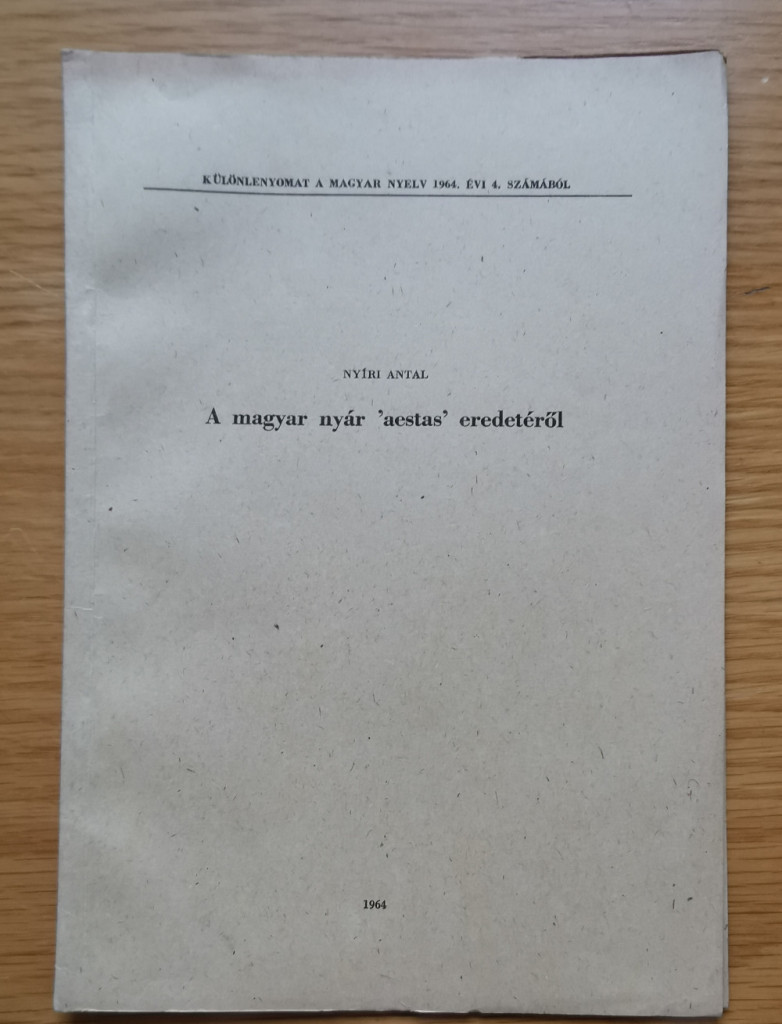 KÜLÖNLENYOMAT A MAGYAR NYELV 1964. ÉVI 4. SZÁMÁBÓL
NYÍRI ANTAL
A magyar nyár ’aestas’ eredetéről
1964